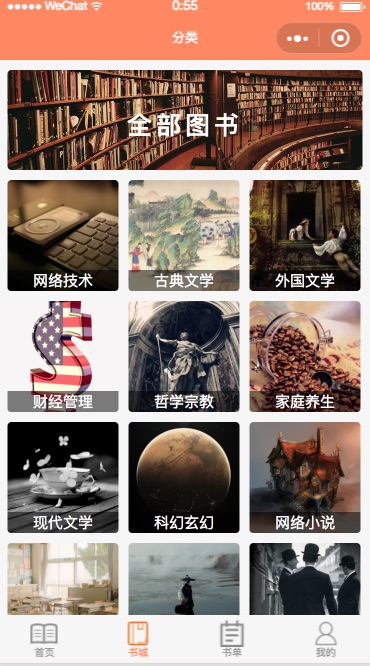 WeChat
0:55
100%
分类
全部图书
网络技术
古典文学
外国文学
财经管理
哲学宗教
家庭养生
现代文学
科幻玄幻
网络小说
首页
书城
书单
我的